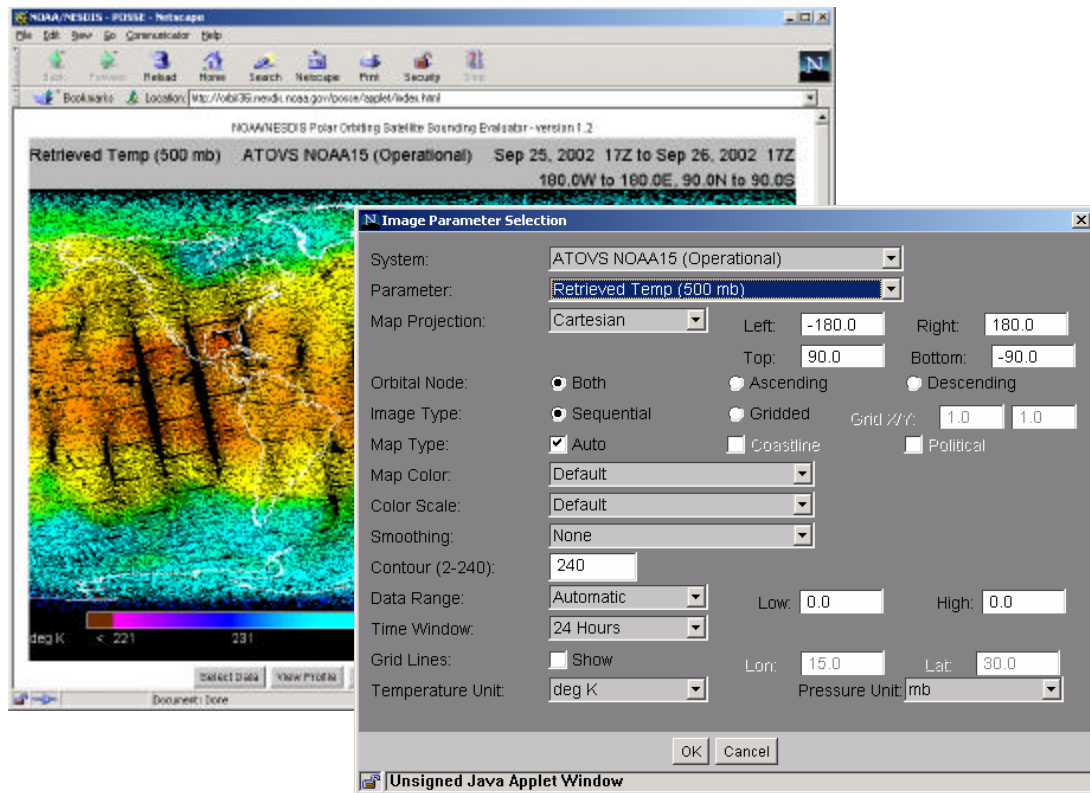 NOAA/NESDIS - POSSE - Netscape
File Edit View Go Communicator Help
Back Forward Reload Home Search Netscape Print Security Stop
Bookmarks Location: http://orbit35i.nesdis.noaa.gov/posse/applet/index.html
NOAA/NESDIS Polar Orbiting Satellite Sounding Evaluator - version 1.2
Retrieved Temp (500 mb) ATOVS NOAA15 (Operational) Sep 25, 2002 17Z to Sep 26, 2002 17Z
180.0W to 180.0E, 90.0N to 90.0S
N Image Parameter Selection
System: ATOVS NOAA15 (Operational)
Parameter: Retrieved Temp (500 mb)
Map Projection: Cartesian Left: -180.0 Right: 180.0
Top: 90.0 Bottom: -90.0
Orbital Node: Both Ascending Descending
Image Type: Sequential Gridded Grid X/Y: 1.0 1.0
Map Type: Auto Coastline Political
Map Color: Default
Color Scale: Default
Smoothing: None
Contour (2-240): 240
Data Range: Automatic Low: 0.0 High: 0.0
Time Window: 24 Hours
Grid Lines: Show Lon: 15.0 Lat: 30.0
Temperature Unit: deg K Pressure Unit: mb
OK Cancel
Unsigned Java Applet Window
deg K < 221 231
Select Data View Profile
Document: Done